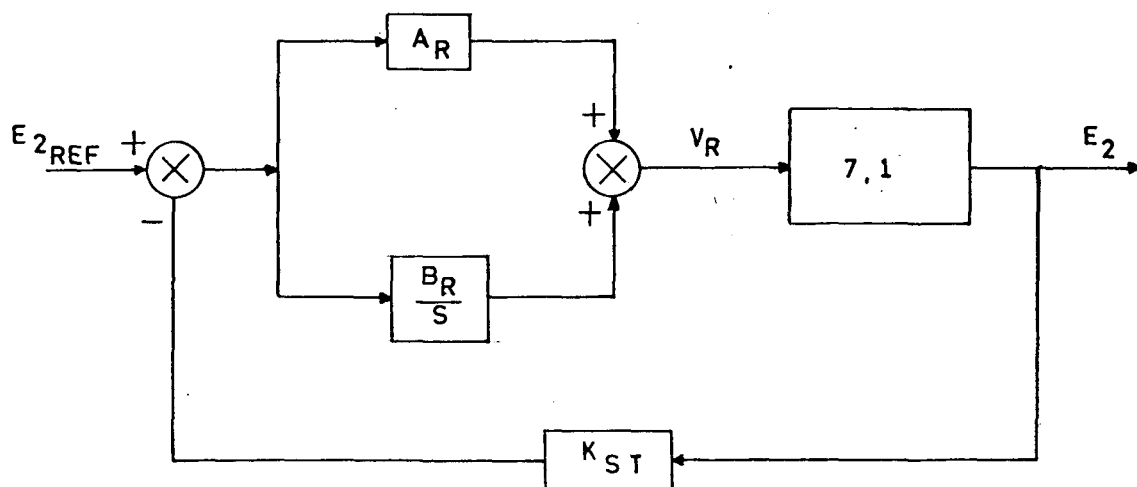 A_R
+
E_2REF
+
V_R
E_2
7,1
-
+
B_R
S
K_ST